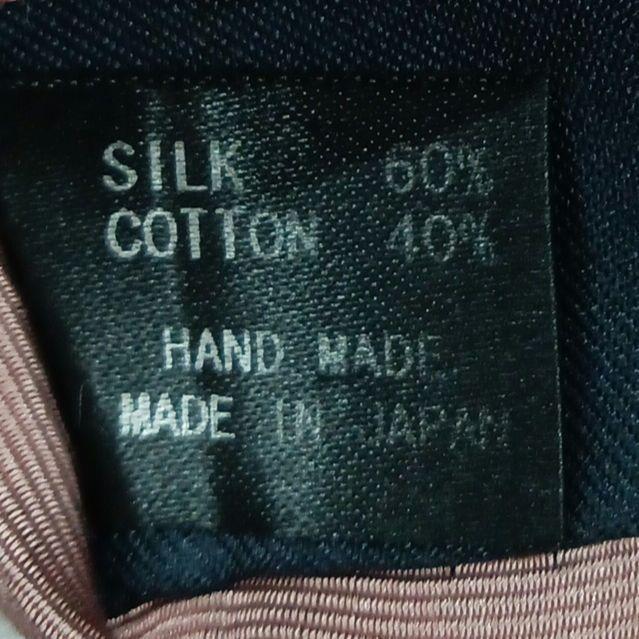 SILK 60%
COTTON 40%
HAND MADE
MADE IN JAPAN